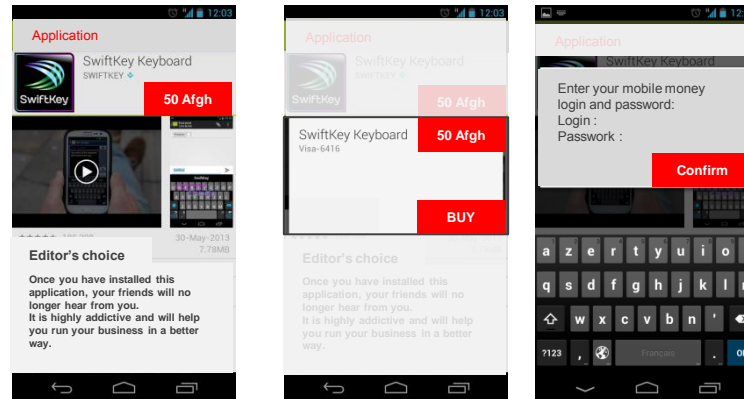 12:03
Application
SwiftKey Keyboard
SWIFTKEY
SwiftKey
50 Afgh
30-May-2013
7.78MB
Editor's choice
Once you have installed this
application, your friends will no
longer hear from you.
It is highly addictive and will help
you run your business in a better
way.
12:03
Application
SwiftKey Keyboard
SWIFTKEY
SwiftKey
50 Afgh
SwiftKey Keyboard
Visa-6416
50 Afgh
BUY
Editor's choice
Once you have installed this
application, your friends will no
longer hear from you.
It is highly addictive and will help
you run your business in a better
way.
Application
SwiftKey Keyboard
Enter your mobile money
login and password:
Login :
Passwork :
Confirm
a z e r t y u i o
q s d f g h j k l
w x c v b n '
?123 , Français .